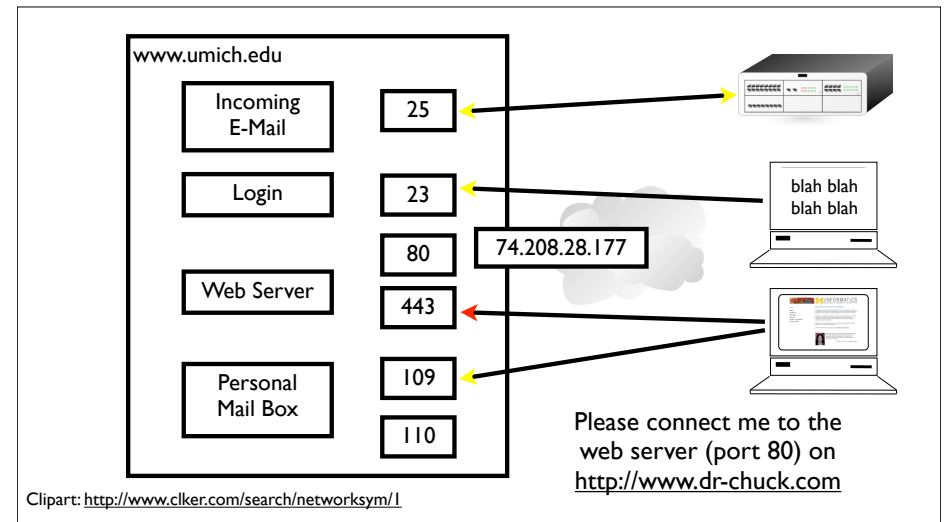 www.umich.edu
Incoming
E-Mail
25
Login
23
blah blah
blah blah
80
74.208.28.177
Web Server
443
INFORMATICS
Personal
Mail Box
109
110
Please connect me to the
web server (port 80) on
http://www.dr-chuck.com
Clipart: http://www.clker.com/search/networksym/1